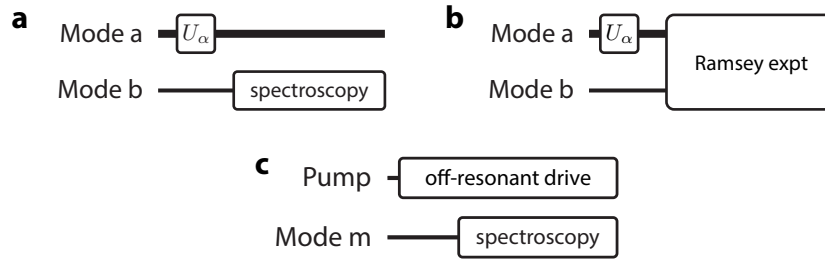 a
Mode a U_α
Mode b spectroscopy
b
Mode a U_α
Mode b
Ramsey expt
c
Pump off-resonant drive
Mode m spectroscopy